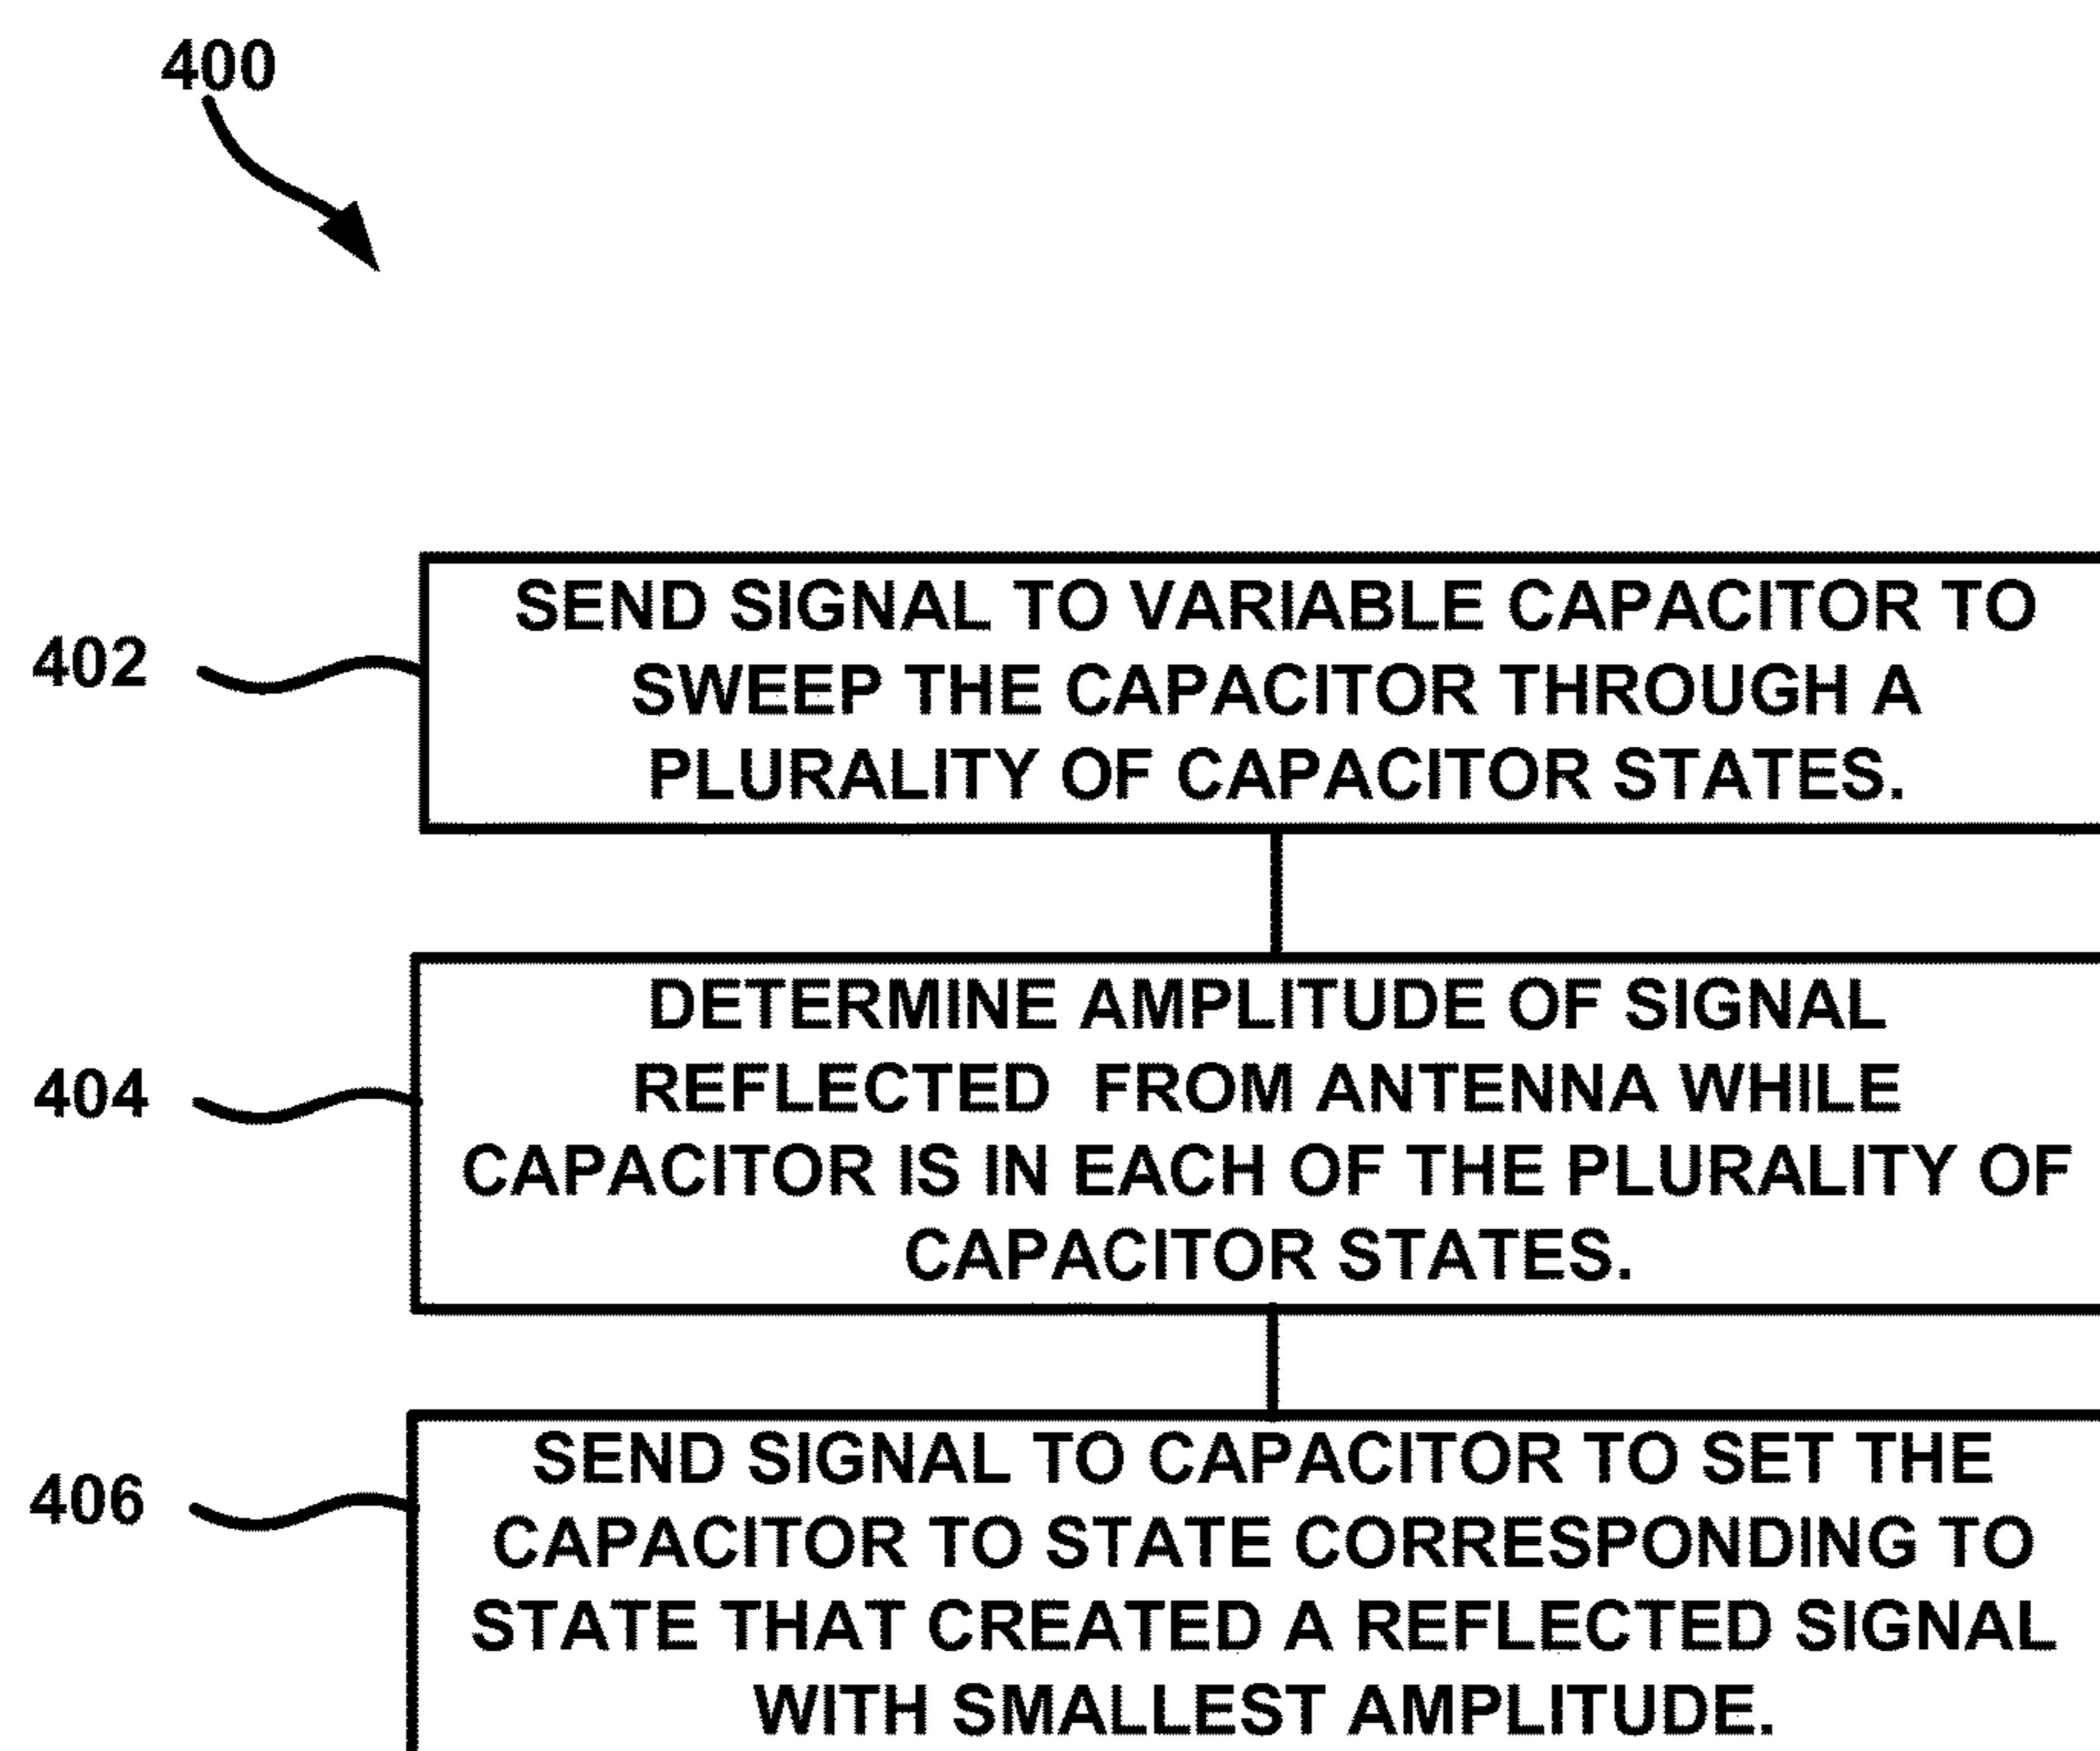 400
402
SEND SIGNAL TO VARIABLE CAPACITOR TO
SWEEP THE CAPACITOR THROUGH A
PLURALITY OF CAPACITOR STATES.
404
DETERMINE AMPLITUDE OF SIGNAL
REFLECTED FROM ANTENNA WHILE
CAPACITOR IS IN EACH OF THE PLURALITY OF
CAPACITOR STATES.
406
SEND SIGNAL TO CAPACITOR TO SET THE
CAPACITOR TO STATE CORRESPONDING TO
STATE THAT CREATED A REFLECTED SIGNAL
WITH SMALLEST AMPLITUDE.